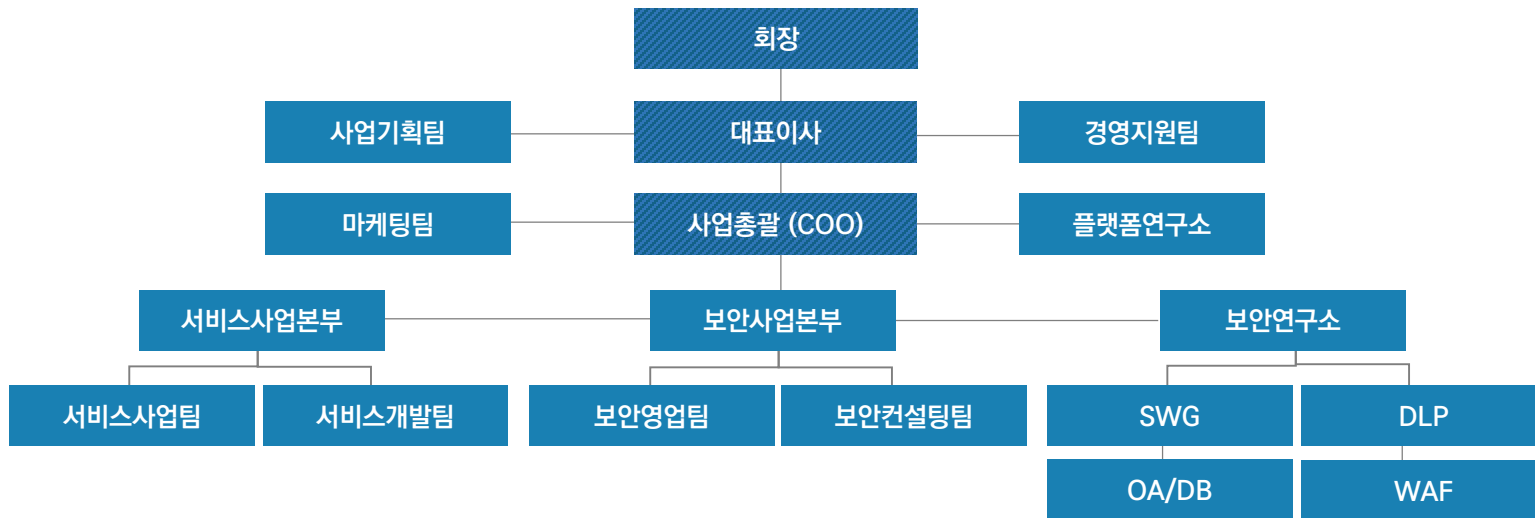 회장
사업기획팀
대표이사
경영지원팀
마케팅팀
사업총괄 (COO)
플랫폼연구소
서비스사업본부
보안사업본부
보안연구소
서비스사업팀
서비스개발팀
보안영업팀
보안컨설팅팀
SWG
DLP
OA/DB
WAF